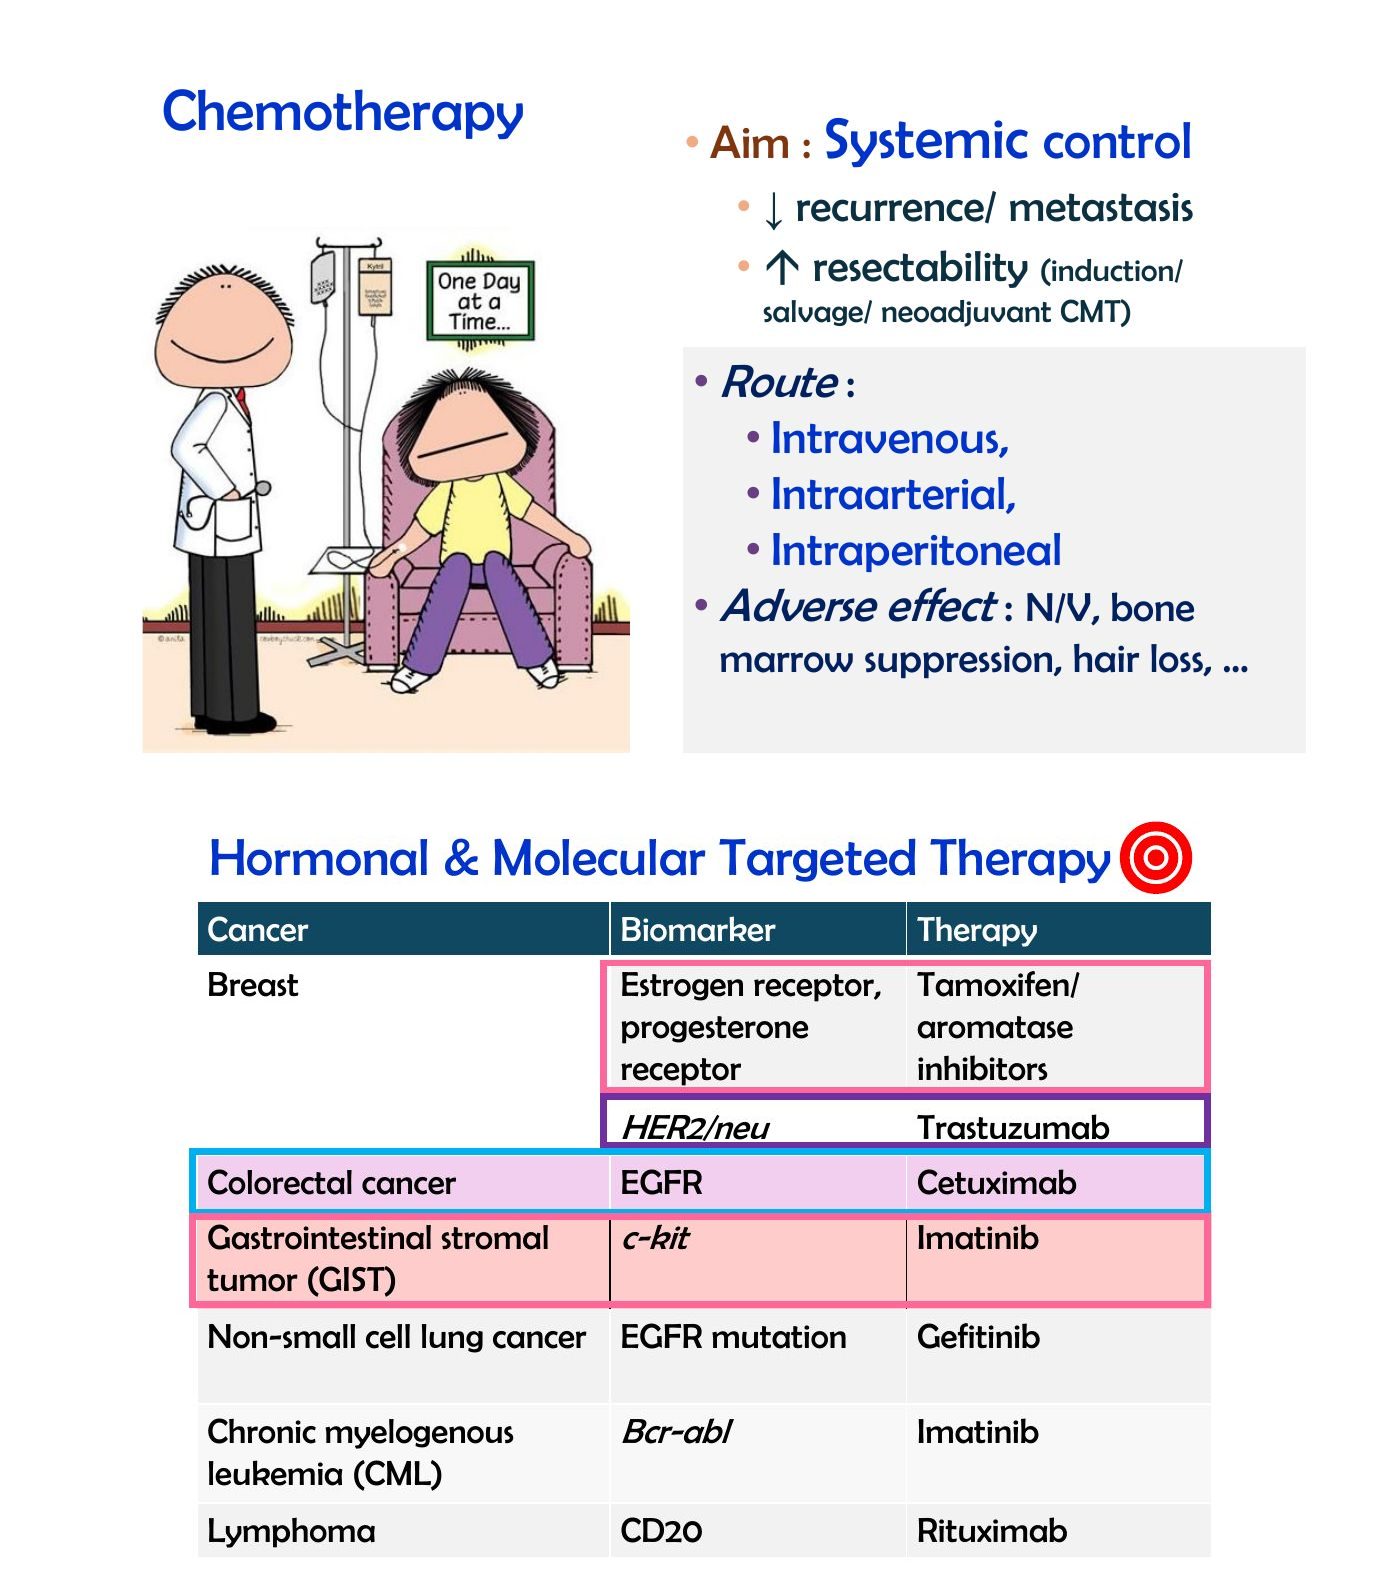 Chemotherapy
• Aim : Systemic control
• ↓ recurrence/ metastasis
• ↑ resectability (induction/
salvage/ neoadjuvant CMT)
Kytril
One Day
at a
Time...
• Route :
• Intravenous,
• Intraarterial,
• Intraperitoneal
• Adverse effect : N/V, bone
marrow suppression, hair loss, ...
Hormonal & Molecular Targeted Therapy
Cancer Biomarker Therapy
Breast Estrogen receptor, Tamoxifen/
progesterone aromatase
receptor inhibitors
HER2/neu Trastuzumab
Colorectal cancer EGFR Cetuximab
Gastrointestinal stromal c-kit Imatinib
tumor (GIST)
Non-small cell lung cancer EGFR mutation Gefitinib
Chronic myelogenous Bcr-abl Imatinib
leukemia (CML)
Lymphoma CD20 Rituximab